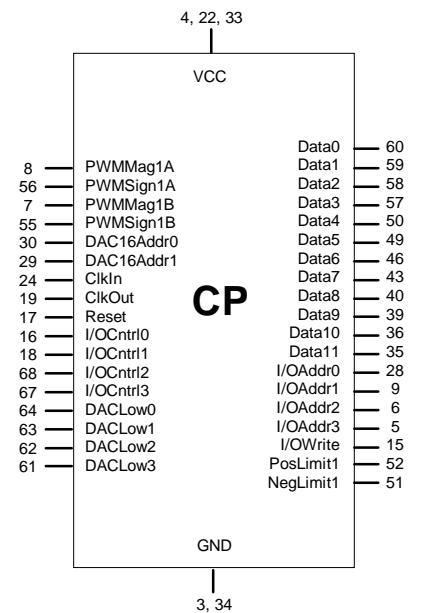 4, 22, 33
VCC
8 PWMMag1A
56 PWMSign1A
7 PWMMag1B
55 PWMSign1B
30 DAC16Addr0
29 DAC16Addr1
24 ClkIn
19 ClkOut
17 Reset
16 I/OCntrl0
18 I/OCntrl1
68 I/OCntrl2
67 I/OCntrl3
64 DACLow0
63 DACLow1
62 DACLow2
61 DACLow3
CP
Data0 60
Data1 59
Data2 58
Data3 57
Data4 50
Data5 49
Data6 46
Data7 43
Data8 40
Data9 39
Data10 36
Data11 35
I/OAddr0 28
I/OAddr1 9
I/OAddr2 6
I/OAddr3 5
I/OWrite 15
PosLimit1 52
NegLimit1 51
GND
3, 34